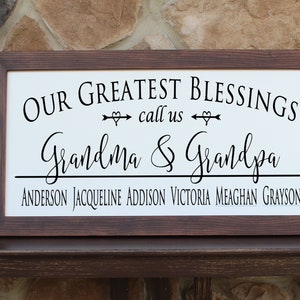 Our Greatest Blessings
call us
Grandma & Grandpa
Anderson Jacqueline Addison Victoria Meaghan Grayson